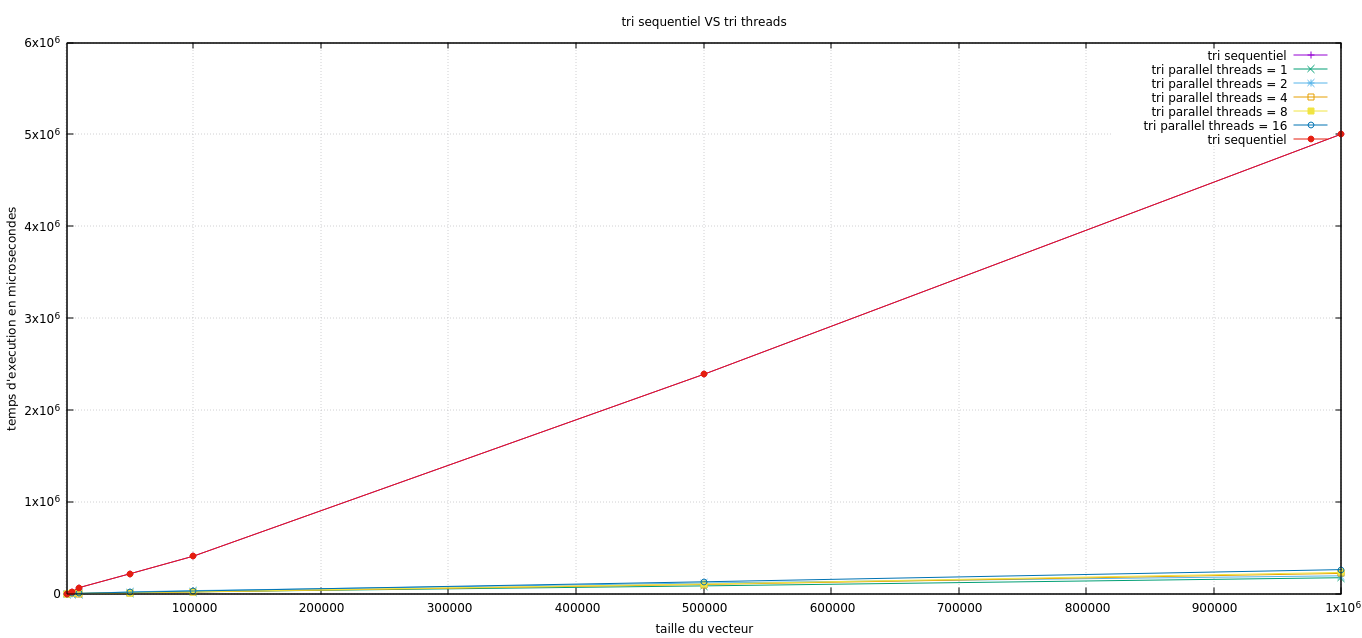 tri sequentiel VS tri threads
6x10⁶
5x10⁶
4x10⁶
3x10⁶
2x10⁶
1x10⁶
0
temps d'execution en microsecondes
tri sequentiel
tri parallel threads = 1
tri parallel threads = 2
tri parallel threads = 4
tri parallel threads = 8
tri parallel threads = 16
tri sequentiel
100000 200000 300000 400000 500000 600000 700000 800000 900000 1x10⁶
taille du vecteur